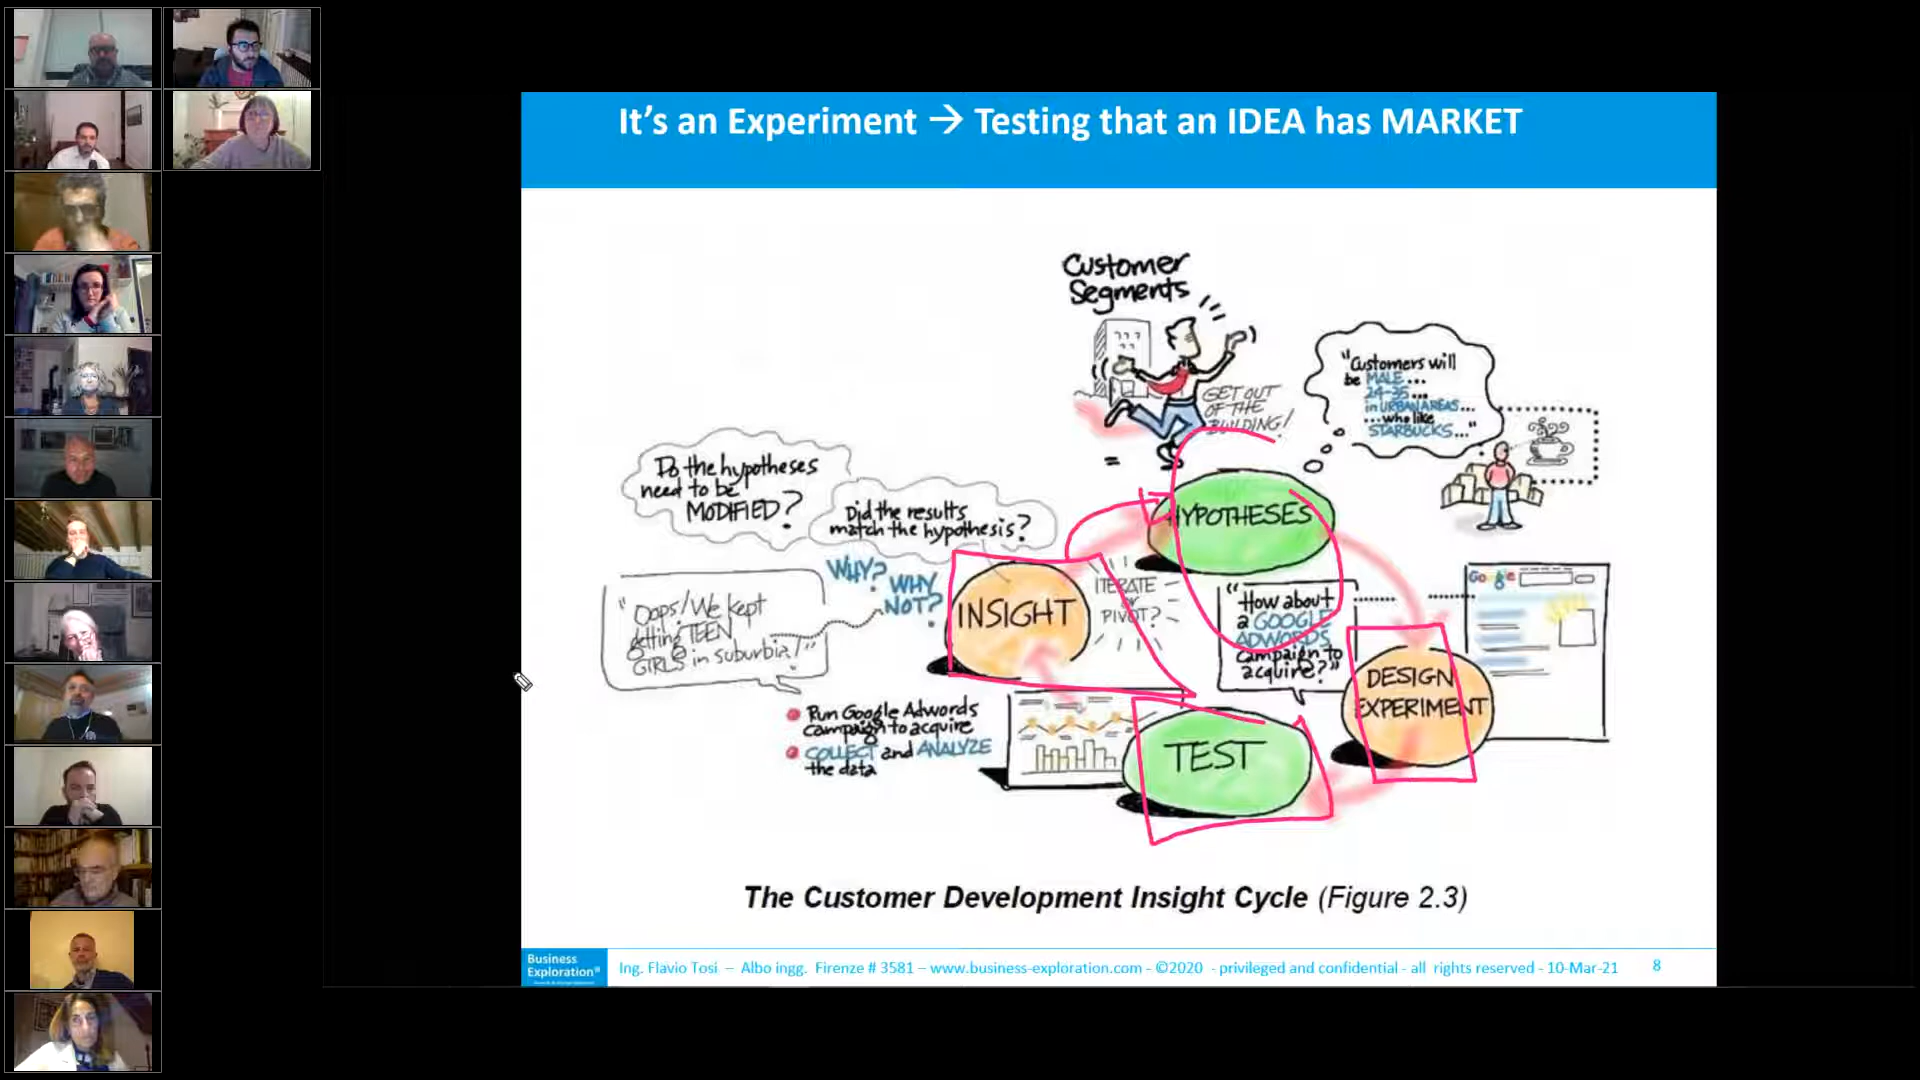 It's an Experiment → Testing that an IDEA has MARKET
Customer
Segments
GET OUT
OF THE
BUILDING!
=
"Customers will
be MALE...
24-35...
in URBAN AREAS...
...who like
STARBUCKS..."
Do the hypotheses
need to be
MODIFIED?
Did the results
match the hypothesis?
HYPOTHESES
WHY?
WHY
NOT?
INSIGHT
ITERATE
or
PIVOT?
"How about
a GOOGLE
ADWORDS
campaign to
acquire?"
Google
"Oops! We kept
getting TEEN
GIRLS in suburbia!"
DESIGN
EXPERIMENT
Run Google Adwords
campaign to acquire
COLLECT and ANALYZE
the data
TEST
The Customer Development Insight Cycle (Figure 2.3)
Business
Exploration®
Ing. Flavio Tosi – Albo ingg. Firenze # 3581 – www.business-exploration.com - ©2020 - privileged and confidential - all rights reserved - 10-Mar-21
8